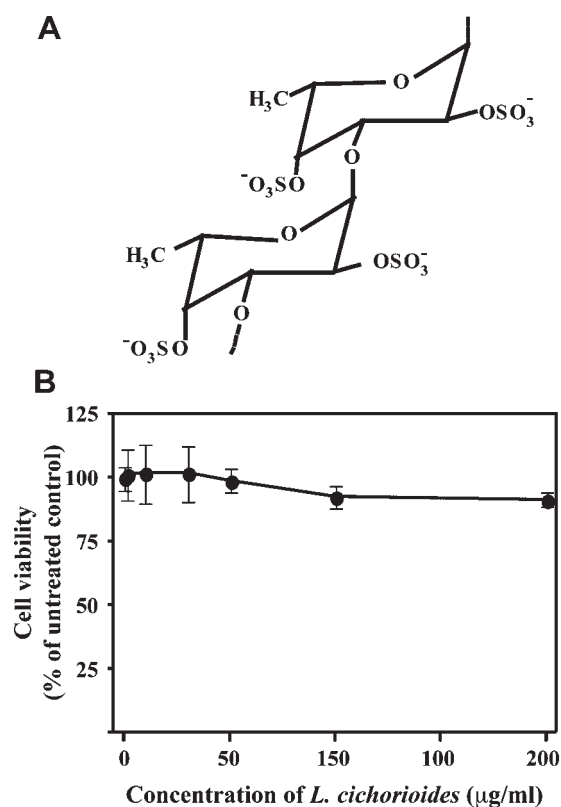 A
O
H₃C
OSO₃⁻
O
⁻O₃SO
O
H₃C
OSO₃⁻
O
⁻O₃SO
B
125
100
75
50
25
Cell viability
(% of untreated control)
0 50 150 100 200
Concentration of L. cichorioides (μg/ml)